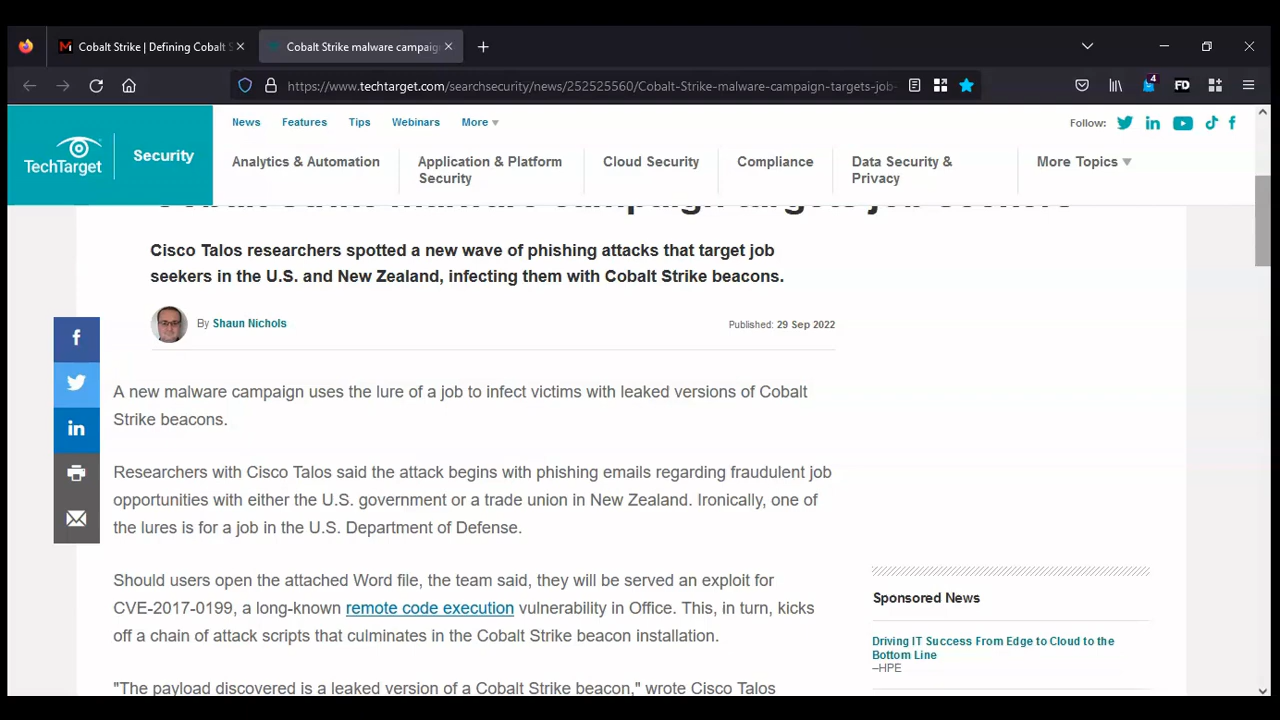 Cobalt Strike | Defining Cobalt S
Cobalt Strike malware campaign
https://www.techtarget.com/searchsecurity/news/252525560/Cobalt-Strike-malware-campaign-targets-job-
4
FD
TechTarget
Security
News Features Tips Webinars More
Follow:
Analytics & Automation
Application & Platform
Security
Cloud Security
Compliance
Data Security &
Privacy
More Topics
Cobalt Strike malware campaign targets job seekers
Cisco Talos researchers spotted a new wave of phishing attacks that target job
seekers in the U.S. and New Zealand, infecting them with Cobalt Strike beacons.
By Shaun Nichols
Published: 29 Sep 2022
A new malware campaign uses the lure of a job to infect victims with leaked versions of Cobalt
Strike beacons.
Researchers with Cisco Talos said the attack begins with phishing emails regarding fraudulent job
opportunities with either the U.S. government or a trade union in New Zealand. Ironically, one of
the lures is for a job in the U.S. Department of Defense.
Should users open the attached Word file, the team said, they will be served an exploit for
CVE-2017-0199, a long-known remote code execution vulnerability in Office. This, in turn, kicks
off a chain of attack scripts that culminates in the Cobalt Strike beacon installation.
"The payload discovered is a leaked version of a Cobalt Strike beacon," wrote Cisco Talos
Sponsored News
Driving IT Success From Edge to Cloud to the
Bottom Line
–HPE